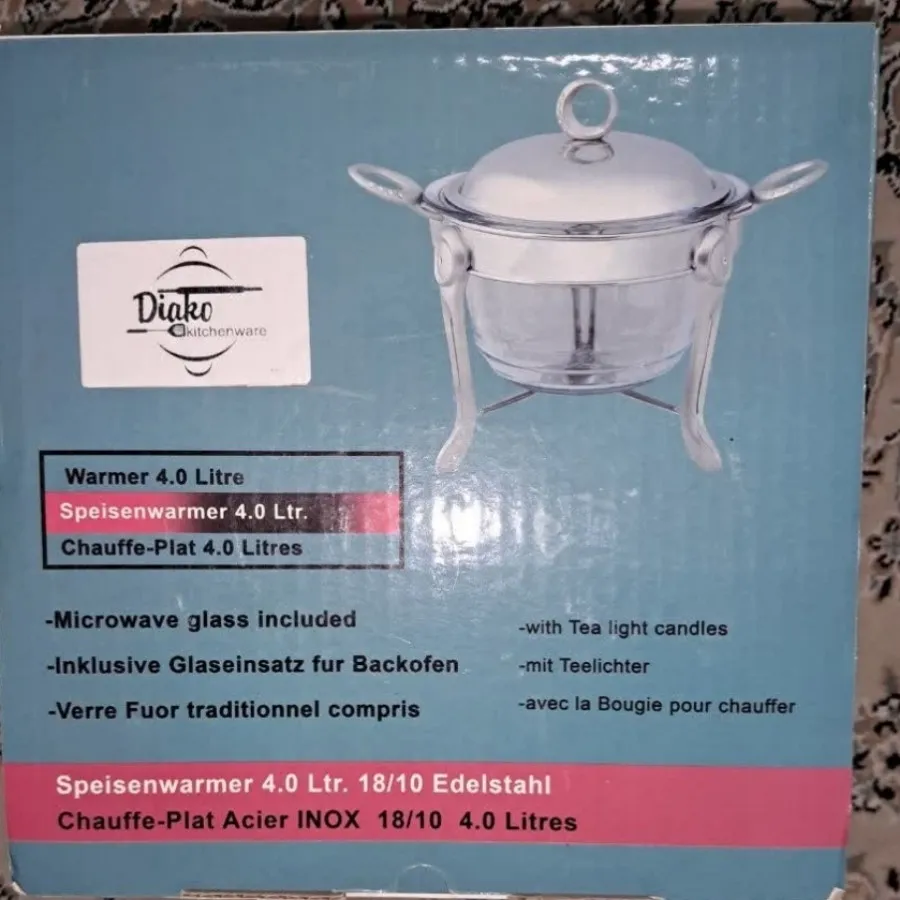 Diako
kitchenware
Warmer 4.0 Litre
Speisenwarmer 4.0 Ltr.
Chauffe-Plat 4.0 Litres
-Microwave glass included
-Inklusive Glaseinsatz fur Backofen
-Verre Fuor traditionnel compris
-with Tea light candles
-mit Teelichter
-avec la Bougie pour chauffer
Speisenwarmer 4.0 Ltr. 18/10 Edelstahl
Chauffe-Plat Acier INOX 18/10 4.0 Litres